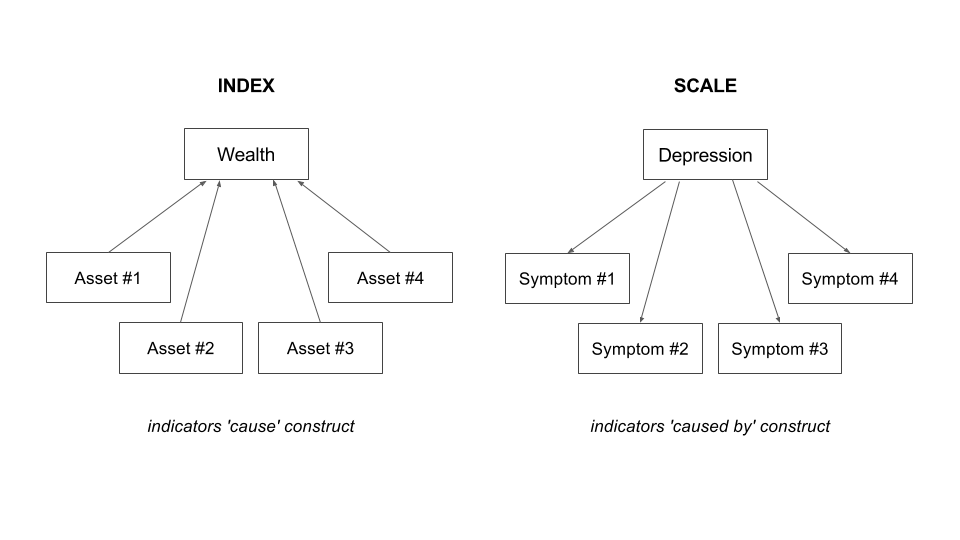 INDEX
Wealth
Asset #1
Asset #4
Asset #2
Asset #3
indicators 'cause' construct
SCALE
Depression
Symptom #1
Symptom #4
Symptom #2
Symptom #3
indicators 'caused by' construct